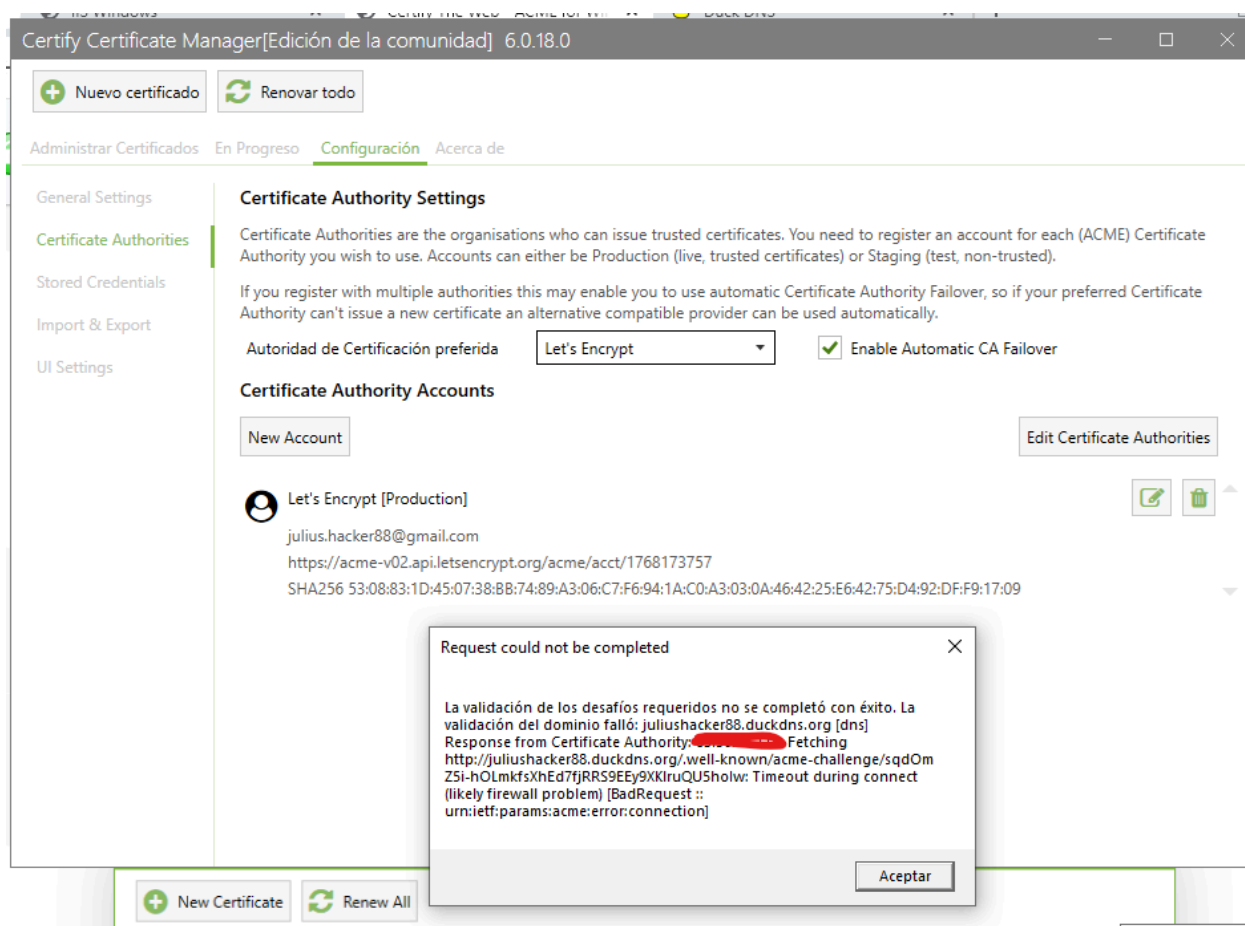 IIS Windows
Certify The Web - ACME for Wi
Duck DNS
Certify Certificate Manager[Edición de la comunidad] 6.0.18.0
Nuevo certificado
Renovar todo
Administrar Certificados
En Progreso
Configuración
Acerca de
General Settings
Certificate Authorities
Stored Credentials
Import & Export
UI Settings
Certificate Authority Settings
Certificate Authorities are the organisations who can issue trusted certificates. You need to register an account for each (ACME) Certificate
Authority you wish to use. Accounts can either be Production (live, trusted certificates) or Staging (test, non-trusted).
If you register with multiple authorities this may enable you to use automatic Certificate Authority Failover, so if your preferred Certificate
Authority can't issue a new certificate an alternative compatible provider can be used automatically.
Autoridad de Certificación preferida
Let's Encrypt
Enable Automatic CA Failover
Certificate Authority Accounts
New Account
Edit Certificate Authorities
Let's Encrypt [Production]
julius.hacker88@gmail.com
https://acme-v02.api.letsencrypt.org/acme/acct/1768173757
SHA256 53:08:83:1D:45:07:38:BB:74:89:A3:06:C7:F6:94:1A:C0:A3:03:0A:46:42:25:E6:42:75:D4:92:DF:F9:17:09
Request could not be completed
La validación de los desafíos requeridos no se completó con éxito. La
validación del dominio falló: juliushacker88.duckdns.org [dns]
Response from Certificate Authority: Fetching
http://juliushacker88.duckdns.org/.well-known/acme-challenge/sqdOm
Z5i-hOLmkfsXhEd7fjRRS9EEy9XKlruQU5holw: Timeout during connect
(likely firewall problem) [BadRequest ::
urn:ietf:params:acme:error:connection]
Aceptar
New Certificate
Renew All